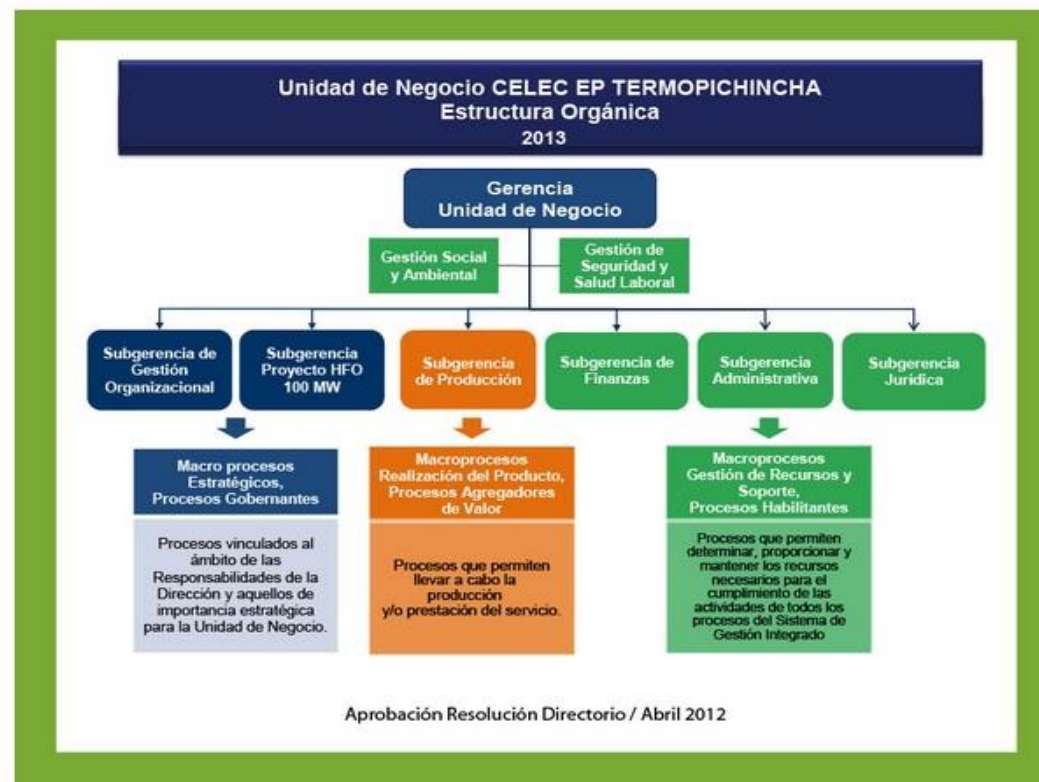 Unidad de Negocio CELEC EP TERMOPICHINCHA
Estructura Orgánica
2013
Gerencia
Unidad de Negocio
Gestión Social
y Ambiental
Gestión de
Seguridad y
Salud Laboral
Subgerencia de
Gestión
Organizacional
Subgerencia
Proyecto HFO
100 MW
Subgerencia
de Producción
Subgerencia de
Finanzas
Subgerencia
Administrativa
Subgerencia
Jurídica
Macro procesos
Estratégicos,
Procesos Gobernantes
Procesos vinculados al
ámbito de las
Responsabilidades de la
Dirección y aquellos de
importancia estratégica
para la Unidad de Negocio.
Macroprocesos
Realización del Producto,
Procesos Agregadores
de Valor
Procesos que permiten
llevar a cabo la
producción
y/o prestación del servicio.
Macroprocesos
Gestión de Recursos y
Soporte,
Procesos Habilitantes
Procesos que permiten
determinar, proporcionar y
mantener los recursos
necesarios para el
cumplimiento de las
actividades de todos los
procesos del Sistema de
Gestión Integrado
Aprobación Resolución Directorio / Abril 2012